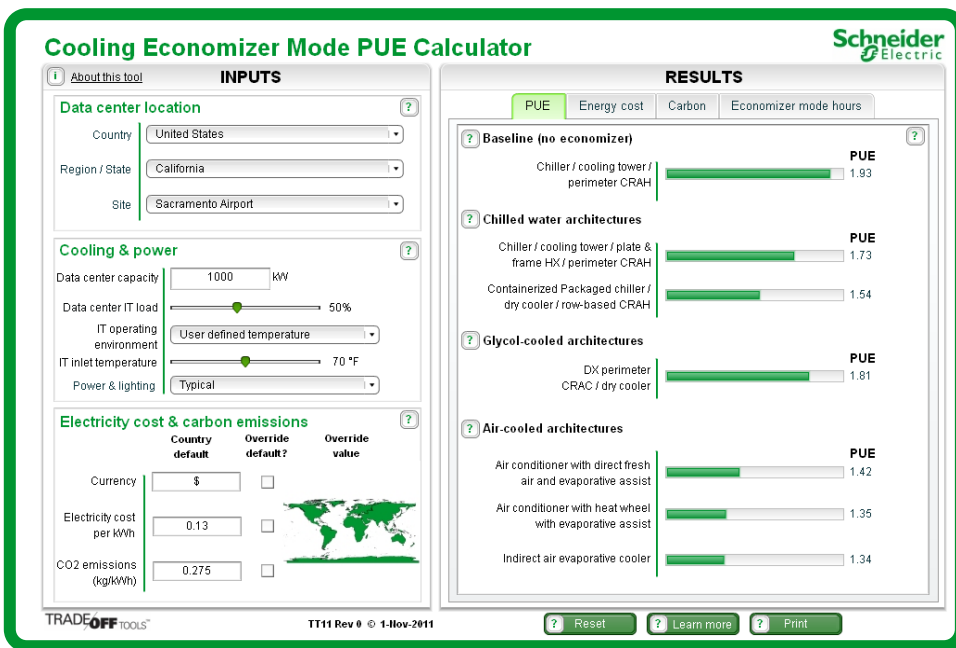 Cooling Economizer Mode PUE Calculator
Schneider
Electric
i About this tool
INPUTS
Data center location
?
Country
United States
Region / State
California
Site
Sacramento Airport
Cooling & power
?
Data center capacity
1000
kW
Data center IT load
50%
IT operating
environment
User defined temperature
IT inlet temperature
70 °F
Power & lighting
Typical
Electricity cost & carbon emissions
?
Country
default
Override
default?
Override
value
Currency
$
Electricity cost
per kWh
0.13
CO2 emissions
(kg/kWh)
0.275
RESULTS
PUE
Energy cost
Carbon
Economizer mode hours
? Baseline (no economizer)
?
PUE
Chiller / cooling tower /
perimeter CRAH
1.93
? Chilled water architectures
PUE
Chiller / cooling tower / plate &
frame HX / perimeter CRAH
1.73
Containerized Packaged chiller /
dry cooler / row-based CRAH
1.54
? Glycol-cooled architectures
PUE
DX perimeter
CRAC / dry cooler
1.81
? Air-cooled architectures
PUE
Air conditioner with direct fresh
air and evaporative assist
1.42
Air conditioner with heat wheel
with evaporative assist
1.35
Indirect air evaporative cooler
1.34
TRADE OFF TOOLS™
TT11 Rev 0 © 1-Nov-2011
? Reset
? Learn more
? Print